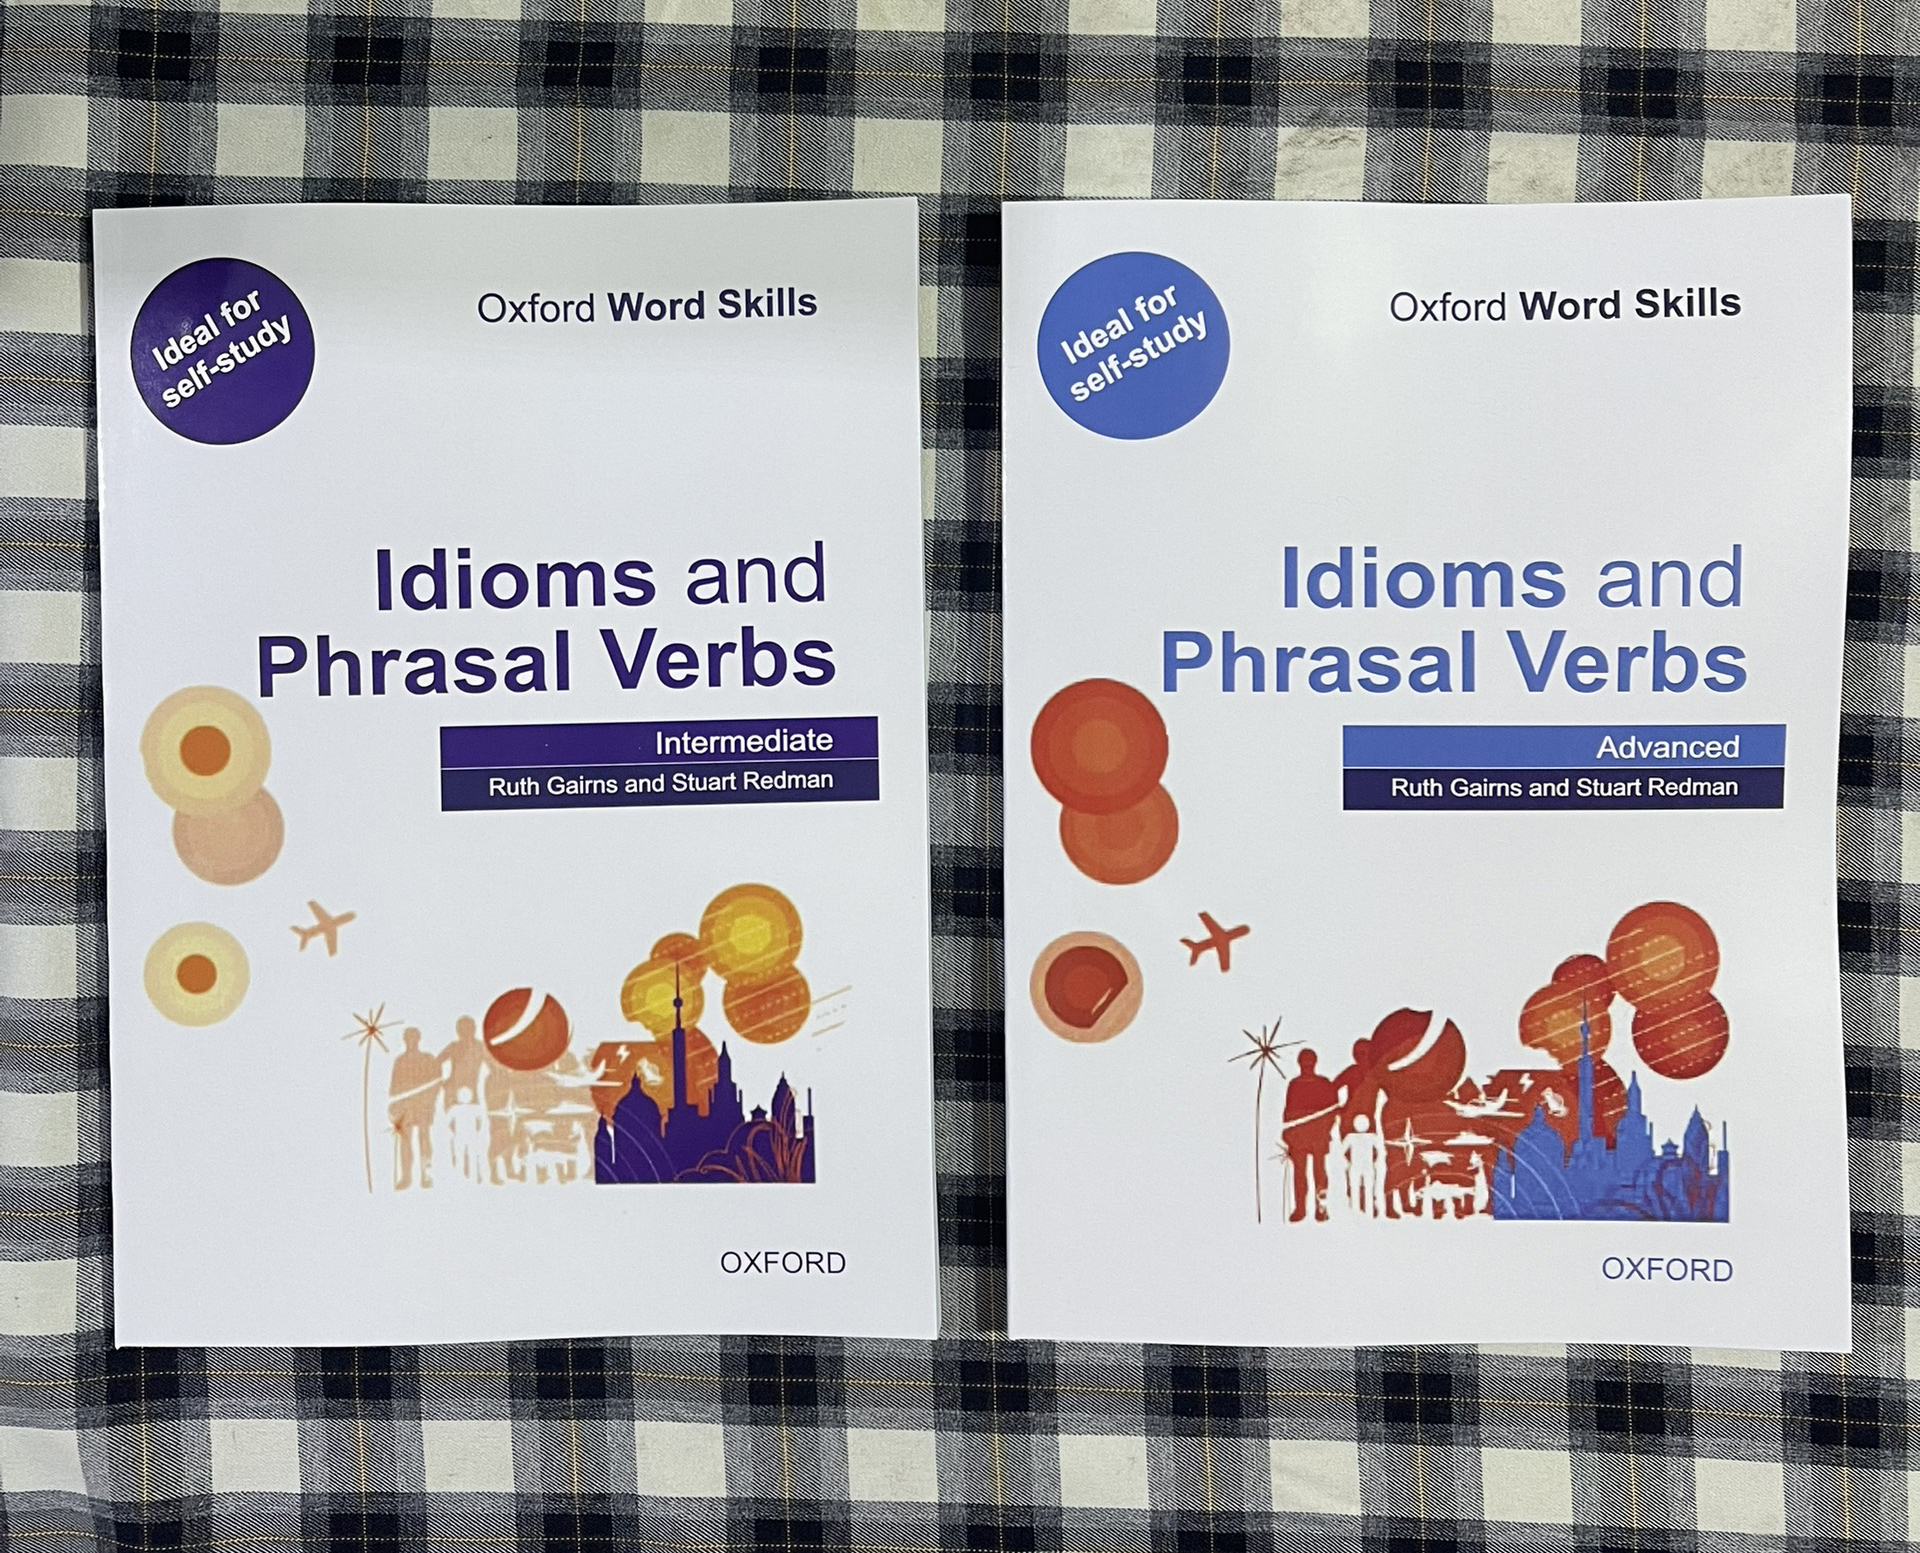 Ideal for
self-study
Oxford Word Skills
Idioms and
Phrasal Verbs
Intermediate
Ruth Gairns and Stuart Redman
OXFORD
Ideal for
self-study
Oxford Word Skills
Idioms and
Phrasal Verbs
Advanced
Ruth Gairns and Stuart Redman
OXFORD